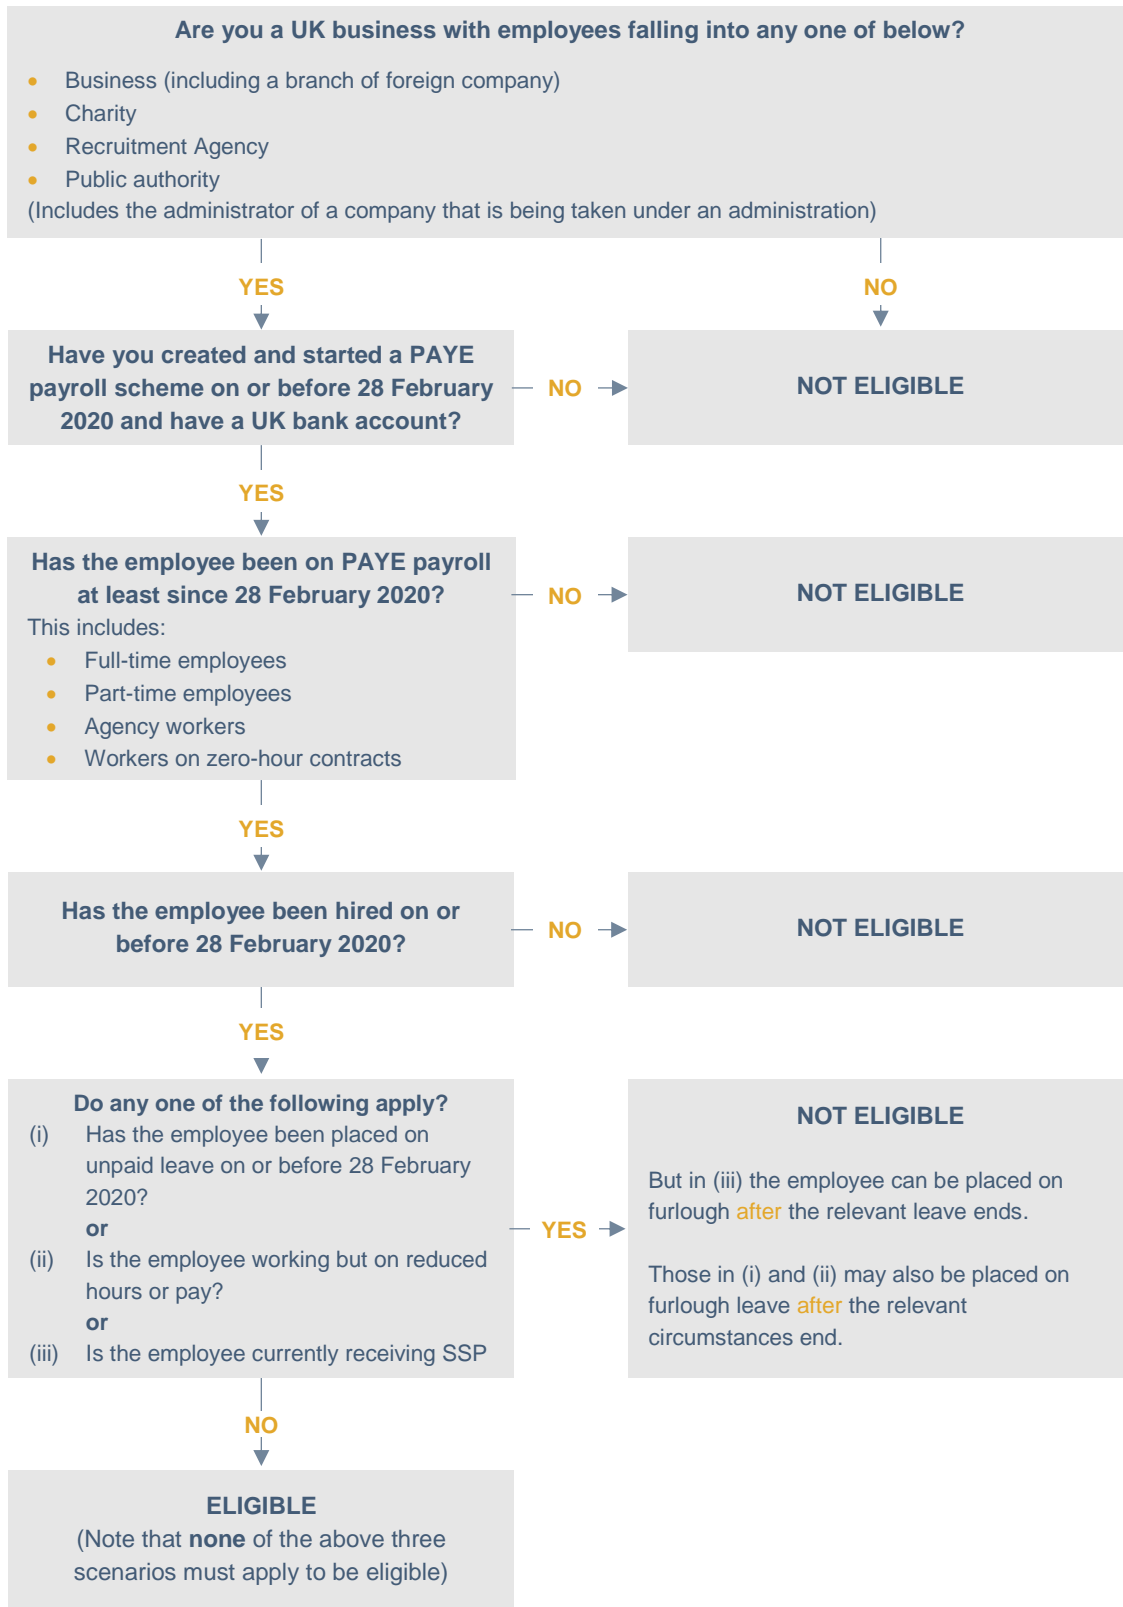 Are you a UK business with employees falling into any one of below?
• Business (including a branch of foreign company)
• Charity
• Recruitment Agency
• Public authority
(Includes the administrator of a company that is being taken under an administration)
YES
NO
Have you created and started a PAYE
payroll scheme on or before 28 February
2020 and have a UK bank account?
NO
NOT ELIGIBLE
YES
Has the employee been on PAYE payroll
at least since 28 February 2020?
This includes:
• Full-time employees
• Part-time employees
• Agency workers
• Workers on zero-hour contracts
NO
NOT ELIGIBLE
YES
Has the employee been hired on or
before 28 February 2020?
NO
NOT ELIGIBLE
YES
Do any one of the following apply?
(i) Has the employee been placed on
unpaid leave on or before 28 February
2020?
or
(ii) Is the employee working but on reduced
hours or pay?
or
(iii) Is the employee currently receiving SSP
YES
NOT ELIGIBLE
But in (iii) the employee can be placed on
furlough after the relevant leave ends.
Those in (i) and (ii) may also be placed on
furlough leave after the relevant
circumstances end.
NO
ELIGIBLE
(Note that none of the above three
scenarios must apply to be eligible)